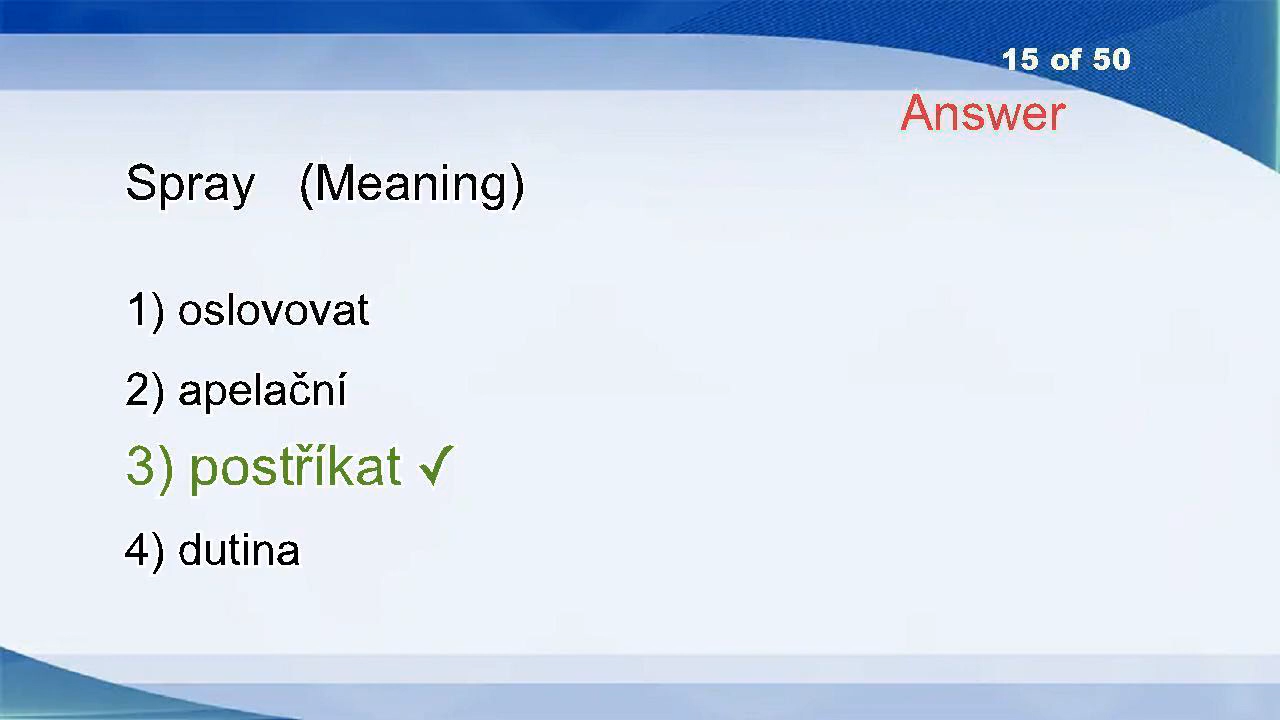 15 of 50
Answer
Spray (Meaning)
1) oslovovat
2) apelační
3) postříkat ✓
4) dutina